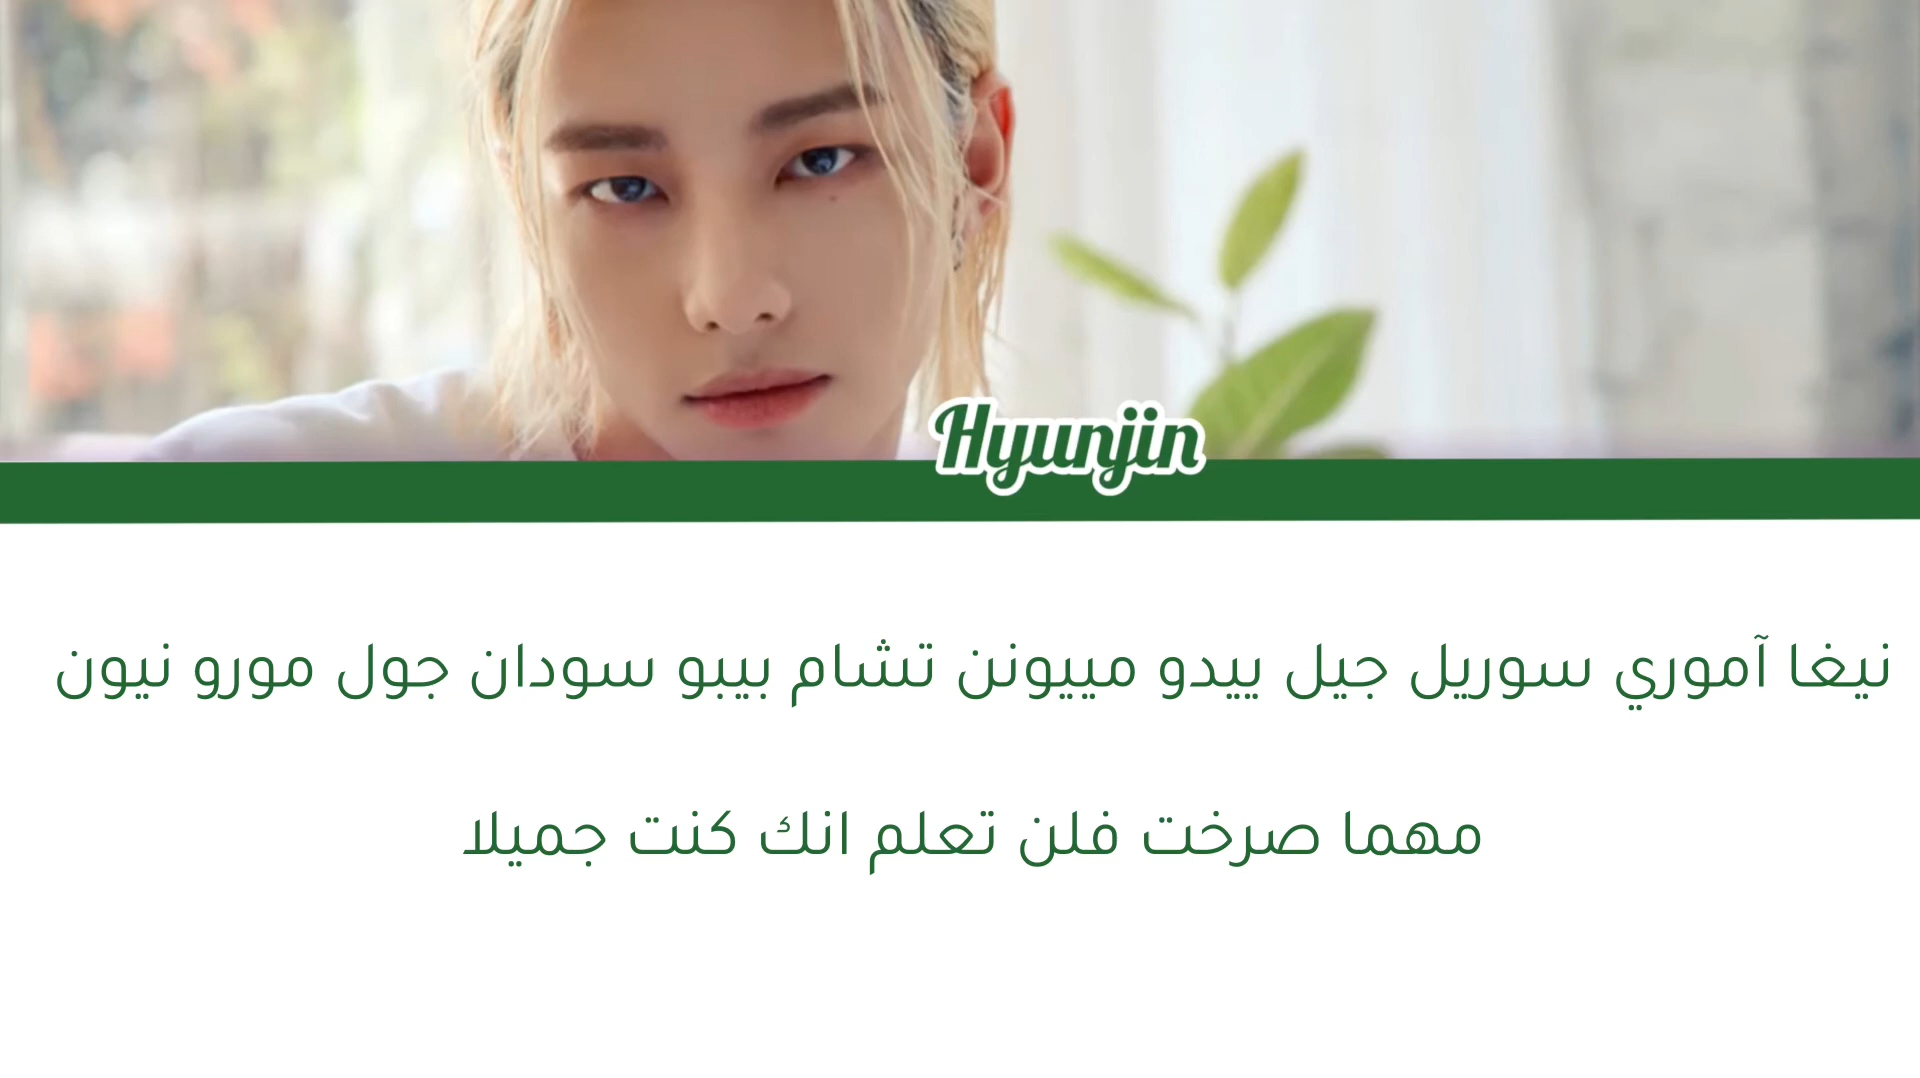 Hyunjin
نيغا آموري سوريل جيل ييدو مييونن تشام بيبو سودان جول مورو نيون
مهما صرخت فلن تعلم انك كنت جميلا